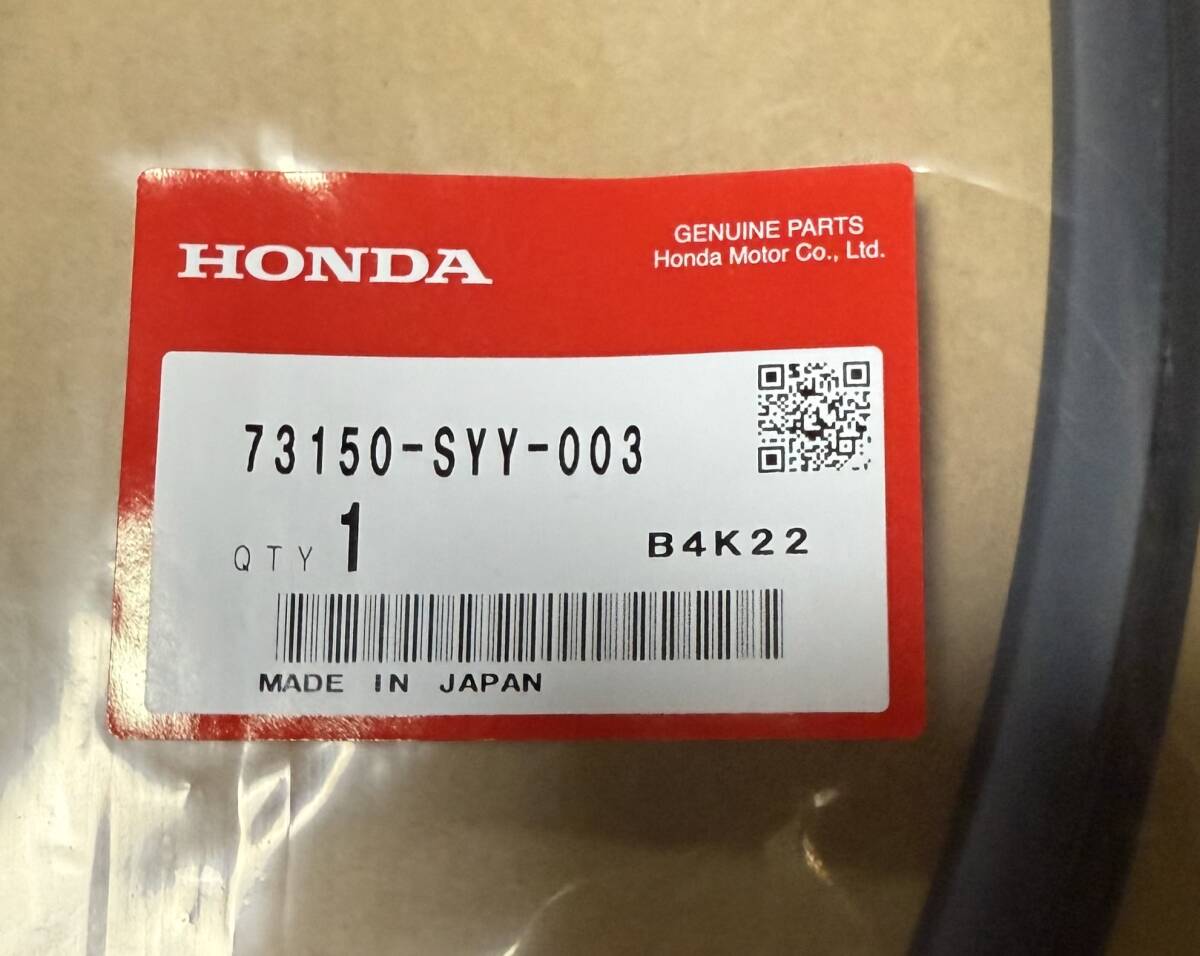 HONDA
GENUINE PARTS
Honda Motor Co., Ltd.
73150-SYY-003
QTY 1
B4K22
MADE IN JAPAN